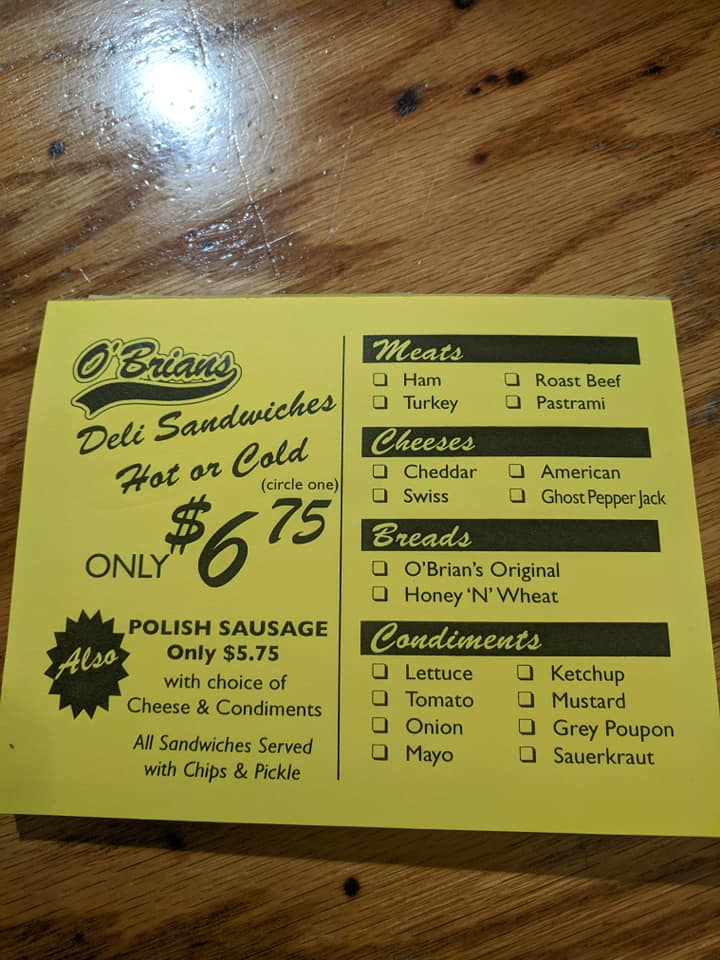 O'Brians
Deli Sandwiches
Hot or Cold
(circle one)
ONLY $6 75
Also
POLISH SAUSAGE
Only $5.75
with choice of
Cheese & Condiments
All Sandwiches Served
with Chips & Pickle
Meats
Ham Roast Beef
Turkey Pastrami
Cheeses
Cheddar American
Swiss Ghost Pepper Jack
Breads
O'Brian's Original
Honey 'N' Wheat
Condiments
Lettuce Ketchup
Tomato Mustard
Onion Grey Poupon
Mayo Sauerkraut